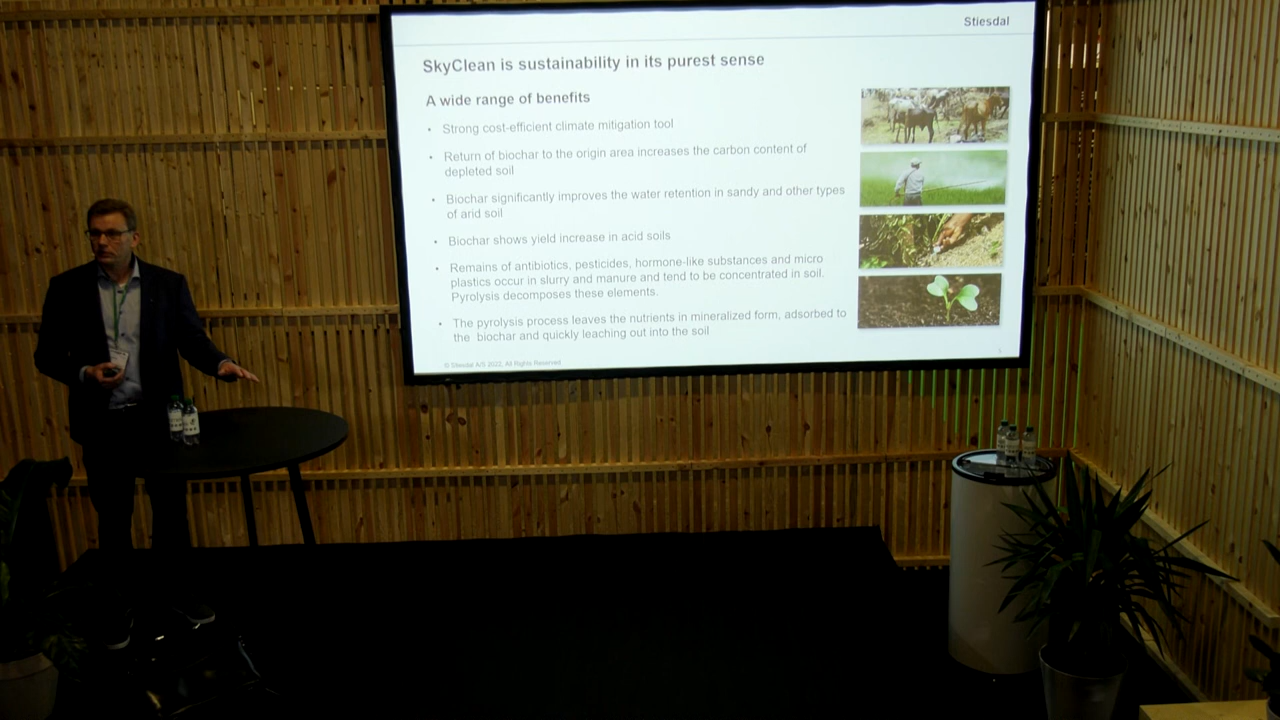 Stiesdal
SkyClean is sustainability in its purest sense
A wide range of benefits
• Strong cost-efficient climate mitigation tool
• Return of biochar to the origin area increases the carbon content of
depleted soil
• Biochar significantly improves the water retention in sandy and other types
of arid soil
• Biochar shows yield increase in acid soils
• Remains of antibiotics, pesticides, hormone-like substances and micro
plastics occur in slurry and manure and tend to be concentrated in soil.
Pyrolysis decomposes these elements.
• The pyrolysis process leaves the nutrients in mineralized form, adsorbed to
the biochar and quickly leaching out into the soil
© Stiesdal A/S 2022, All Rights Reserved